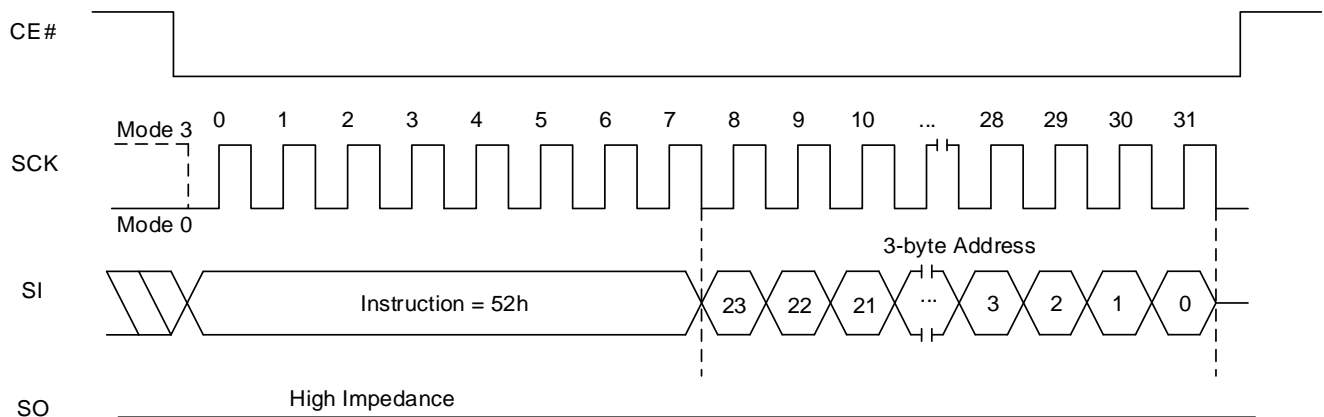 CE#
0 1 2 3 4 5 6 7 8 9 10 ... 28 29 30 31
Mode 3
SCK
Mode 0
3-byte Address
SI
Instruction = 52h 23 22 21 ... 3 2 1 0
High Impedance
SO